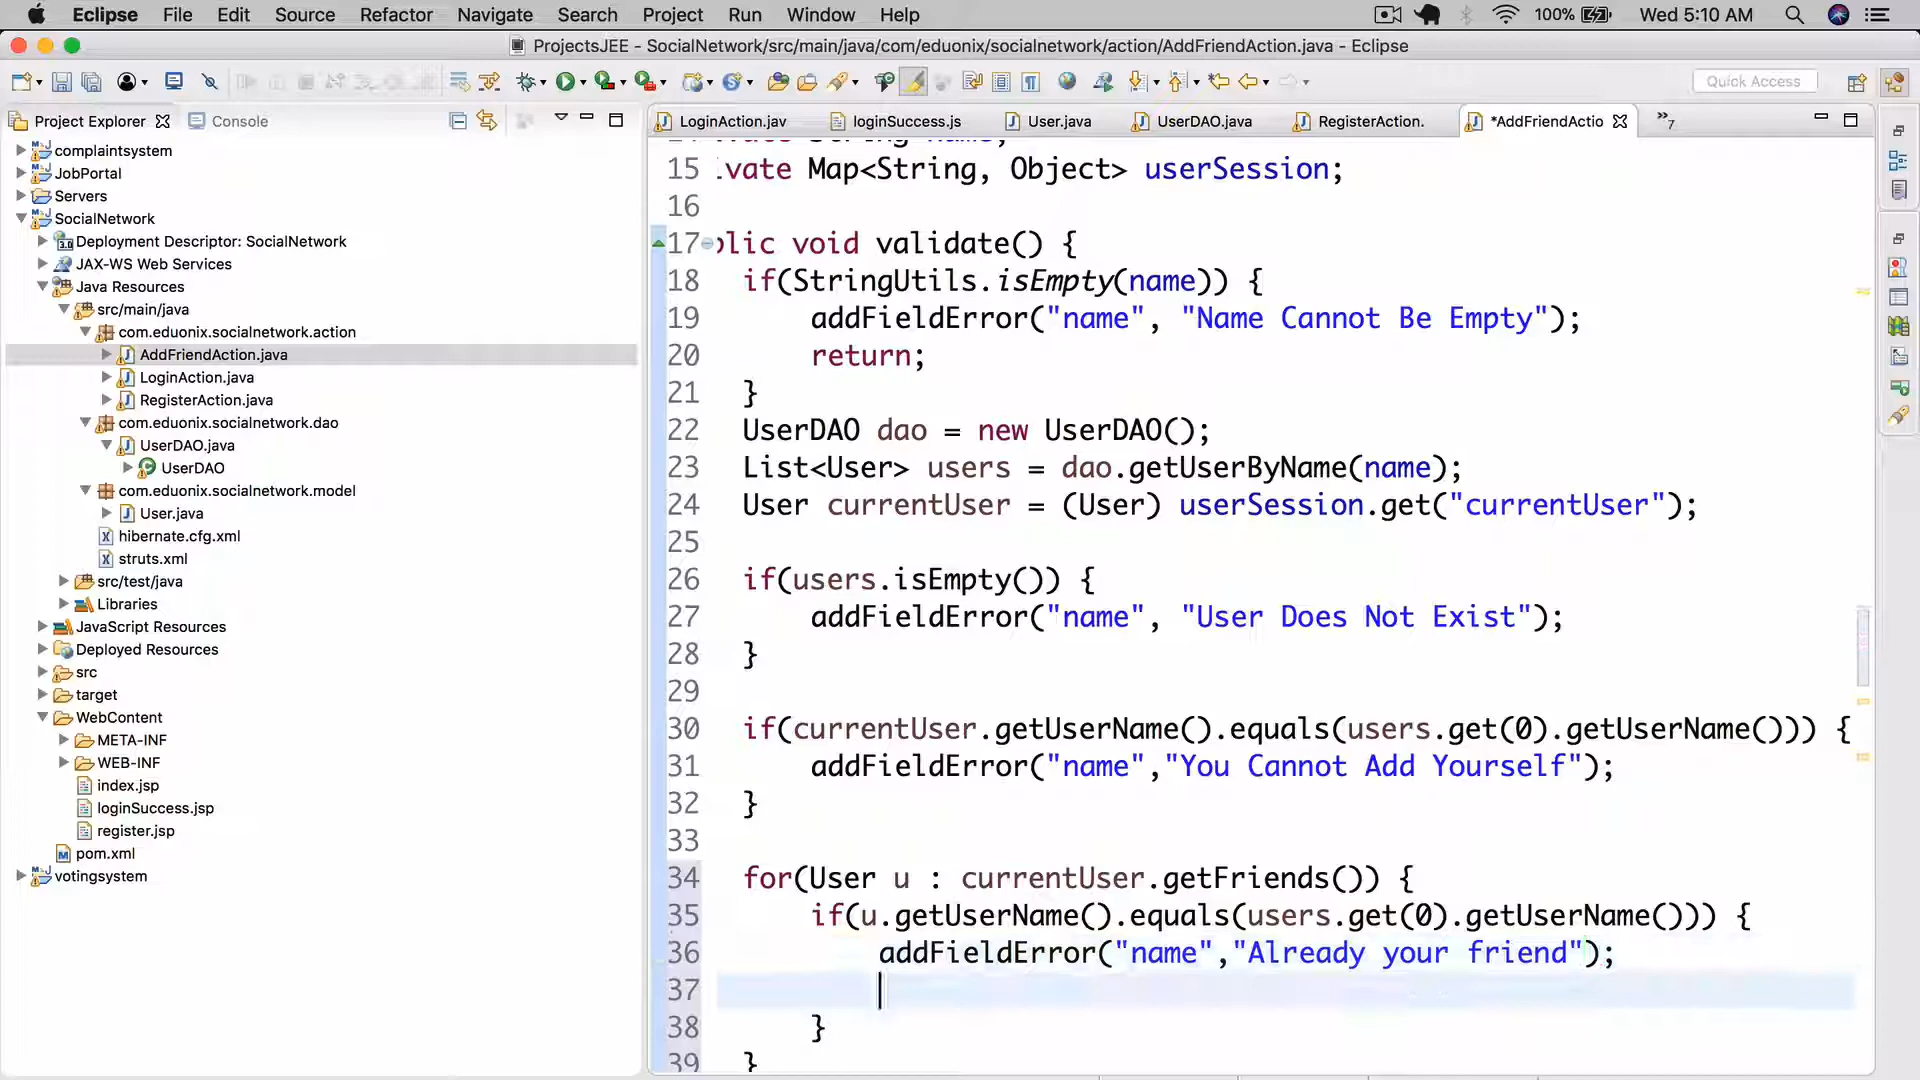 Eclipse File Edit Source Refactor Navigate Search Project Run Window Help 100% Wed 5:10 AM
ProjectsJEE - SocialNetwork/src/main/java/com/eduonix/socialnetwork/action/AddFriendAction.java - Eclipse
Quick Access
Project Explorer Console
LoginAction.jav loginSuccess.js User.java UserDAO.java RegisterAction. *AddFriendActio »7
complaintsystem
JobPortal
Servers
SocialNetwork
Deployment Descriptor: SocialNetwork
JAX-WS Web Services
Java Resources
src/main/java
com.eduonix.socialnetwork.action
AddFriendAction.java
LoginAction.java
RegisterAction.java
com.eduonix.socialnetwork.dao
UserDAO.java
UserDAO
com.eduonix.socialnetwork.model
User.java
hibernate.cfg.xml
struts.xml
src/test/java
Libraries
JavaScript Resources
Deployed Resources
src
target
WebContent
META-INF
WEB-INF
index.jsp
loginSuccess.jsp
register.jsp
pom.xml
votingsystem
15 ivate Map<String, Object> userSession;
16
17 blic void validate() {
18 if(StringUtils.isEmpty(name)) {
19 addFieldError("name", "Name Cannot Be Empty");
20 return;
21 }
22 UserDAO dao = new UserDAO();
23 List<User> users = dao.getUserByName(name);
24 User currentUser = (User) userSession.get("currentUser");
25
26 if(users.isEmpty()) {
27 addFieldError("name", "User Does Not Exist");
28 }
29
30 if(currentUser.getUserName().equals(users.get(0).getUserName())) {
31 addFieldError("name","You Cannot Add Yourself");
32 }
33
34 for(User u : currentUser.getFriends()) {
35 if(u.getUserName().equals(users.get(0).getUserName())) {
36 addFieldError("name","Already your friend");
37
38 }
39 }